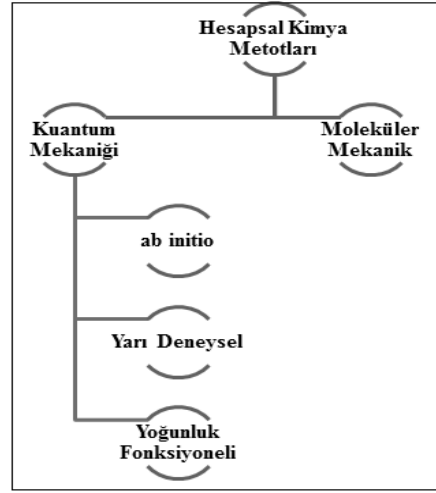 Hesapsal Kimya
Metotları
Kuantum
Mekaniği
Moleküler
Mekanik
ab initio
Yarı Deneysel
Yoğunluk
Fonksiyoneli